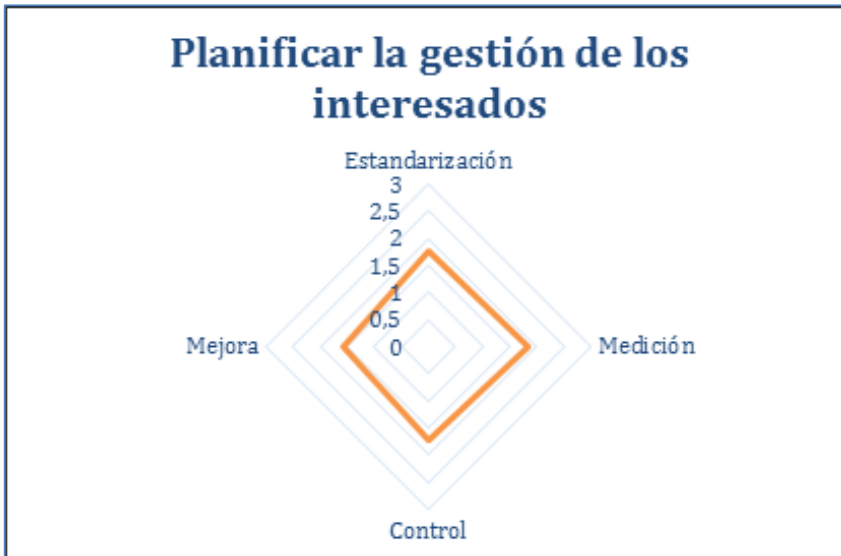 Planificar la gestión de los
interesados
Estandarización
3
2,5
2
1,5
1
0,5
0
Mejora
Medición
Control